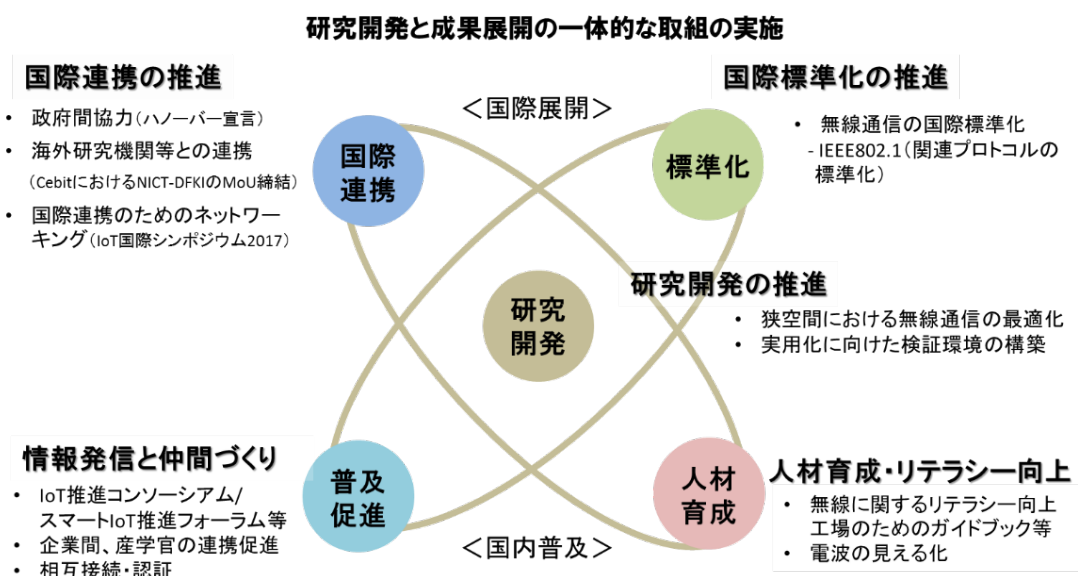 研究開発と成果展開の一体的な取組の実施
国際連携の推進
• 政府間協力(ハノーバー宣言)
• 海外研究機関等との連携
(CebitにおけるNICT-DFKIのMoU締結)
• 国際連携のためのネットワー
キング(IoT国際シンポジウム2017)
<国際展開>
国際
連携
標準化
国際標準化の推進
• 無線通信の国際標準化
- IEEE802.1(関連プロトコルの
標準化)
研究
開発
研究開発の推進
• 狭空間における無線通信の最適化
• 実用化に向けた検証環境の構築
情報発信と仲間づくり
• IoT推進コンソーシアム/
スマートIoT推進フォーラム等
• 企業間、産学官の連携促進
• 相互接続・認証
普及
促進
<国内普及>
人材
育成
人材育成・リテラシー向上
• 無線に関するリテラシー向上
工場のためのガイドブック等
• 電波の見える化